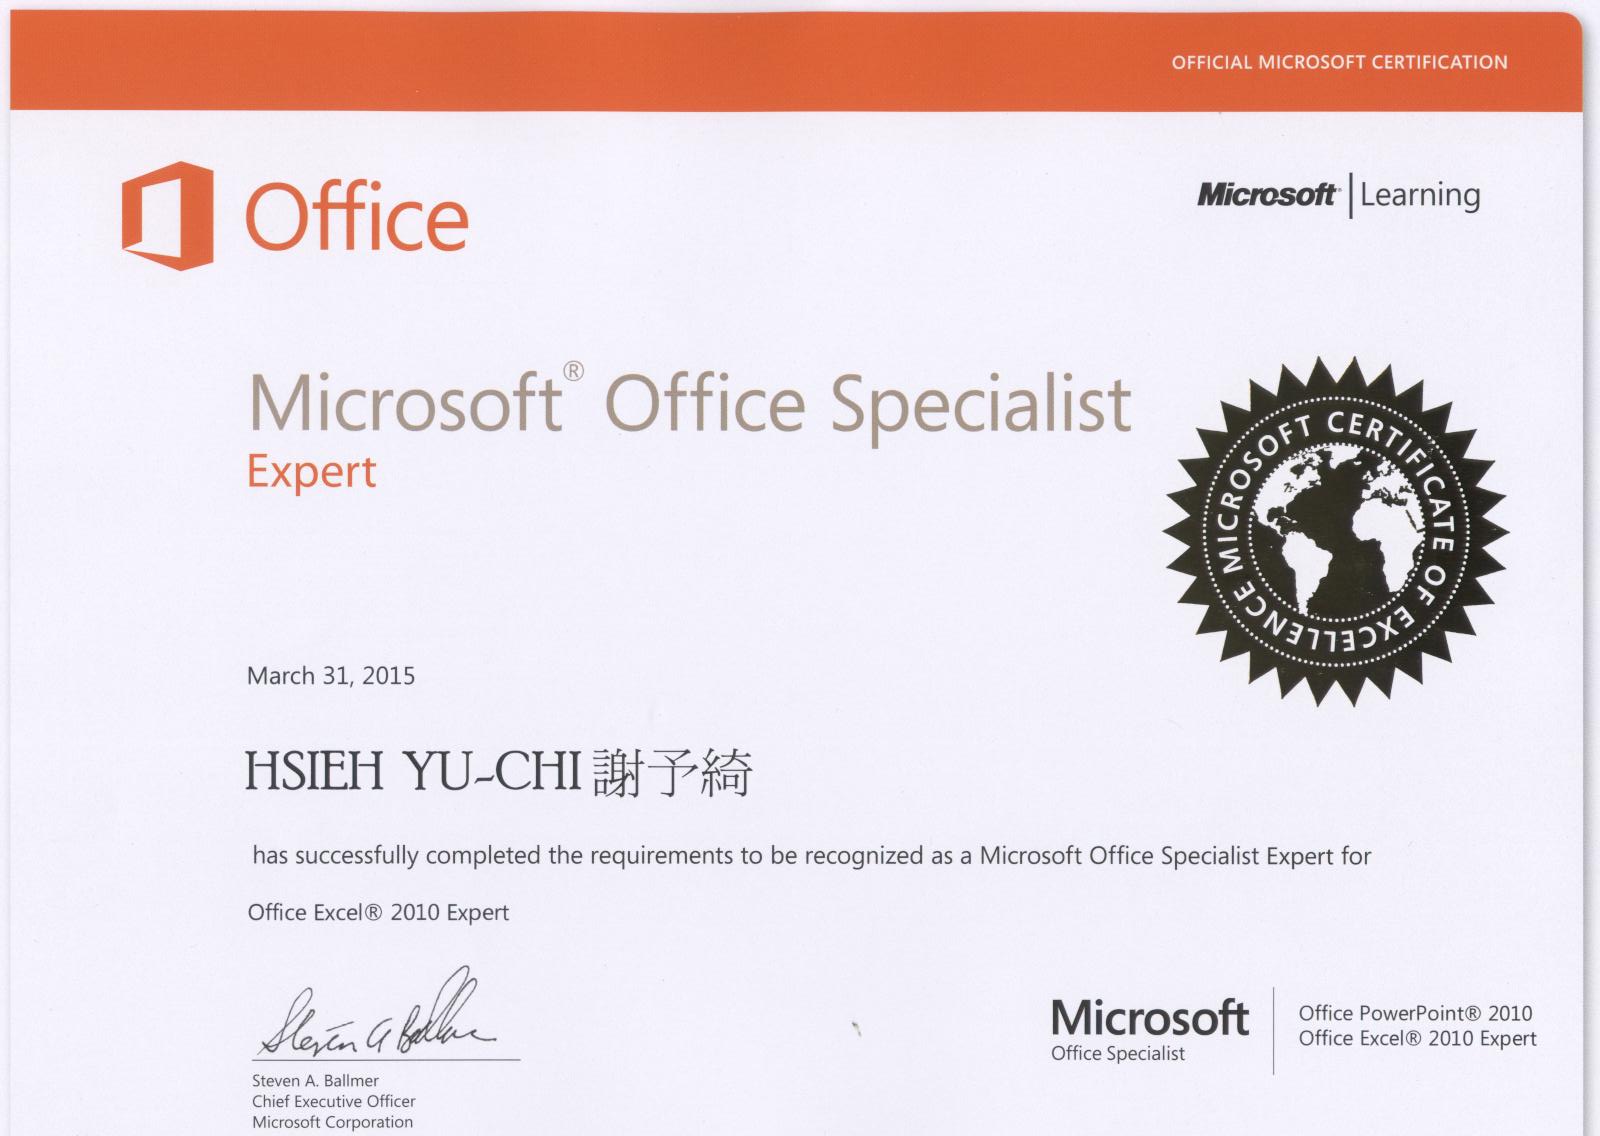 OFFICIAL MICROSOFT CERTIFICATION
Office
Microsoft | Learning
Microsoft® Office Specialist
Expert
MICROSOFT CERTIFICATE OF EXCELLENCE
March 31, 2015
HSIEH YU-CHI 謝予綺
has successfully completed the requirements to be recognized as a Microsoft Office Specialist Expert for
Office Excel® 2010 Expert
Steven A Ballmer
Steven A. Ballmer
Chief Executive Officer
Microsoft Corporation
Microsoft
Office Specialist
Office PowerPoint® 2010
Office Excel® 2010 Expert